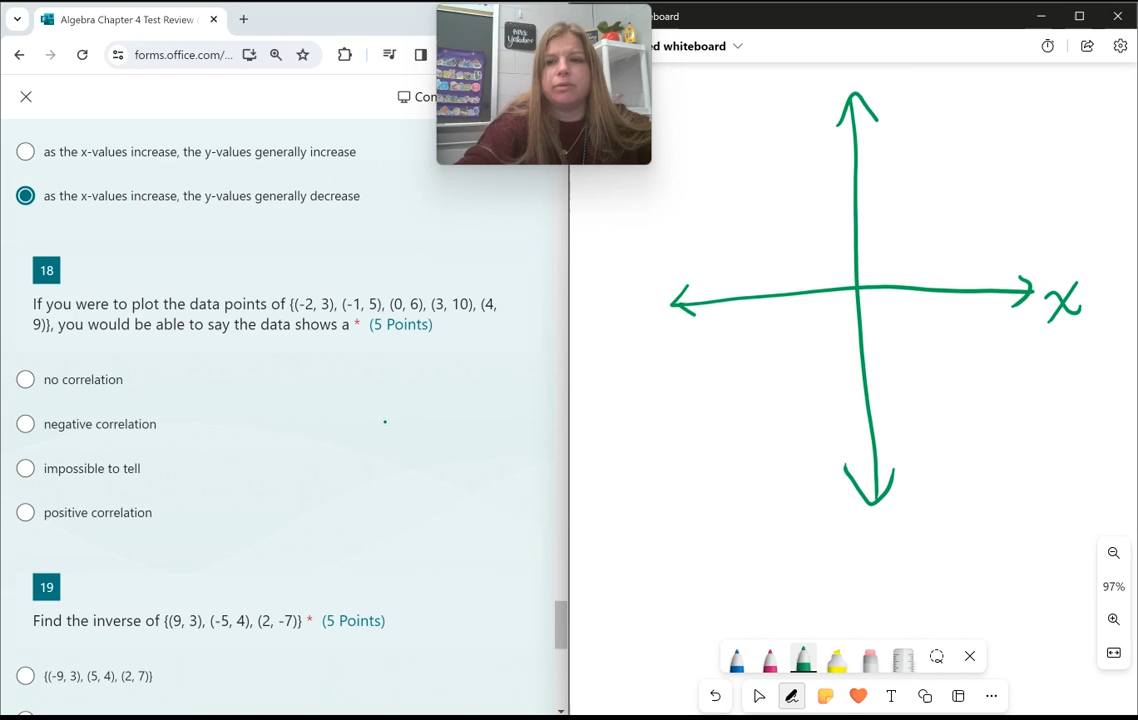 Algebra Chapter 4 Test Review
eboard
forms.office.com/...
ed whiteboard
Con
as the x-values increase, the y-values generally increase
as the x-values increase, the y-values generally decrease
18
If you were to plot the data points of {(-2, 3), (-1, 5), (0, 6), (3, 10), (4,
9)}, you would be able to say the data shows a * (5 Points)
no correlation
negative correlation
impossible to tell
positive correlation
19
Find the inverse of {(9, 3), (-5, 4), (2, -7)} * (5 Points)
{(-9, 3), (5, 4), (2, 7)}
x
97%
T